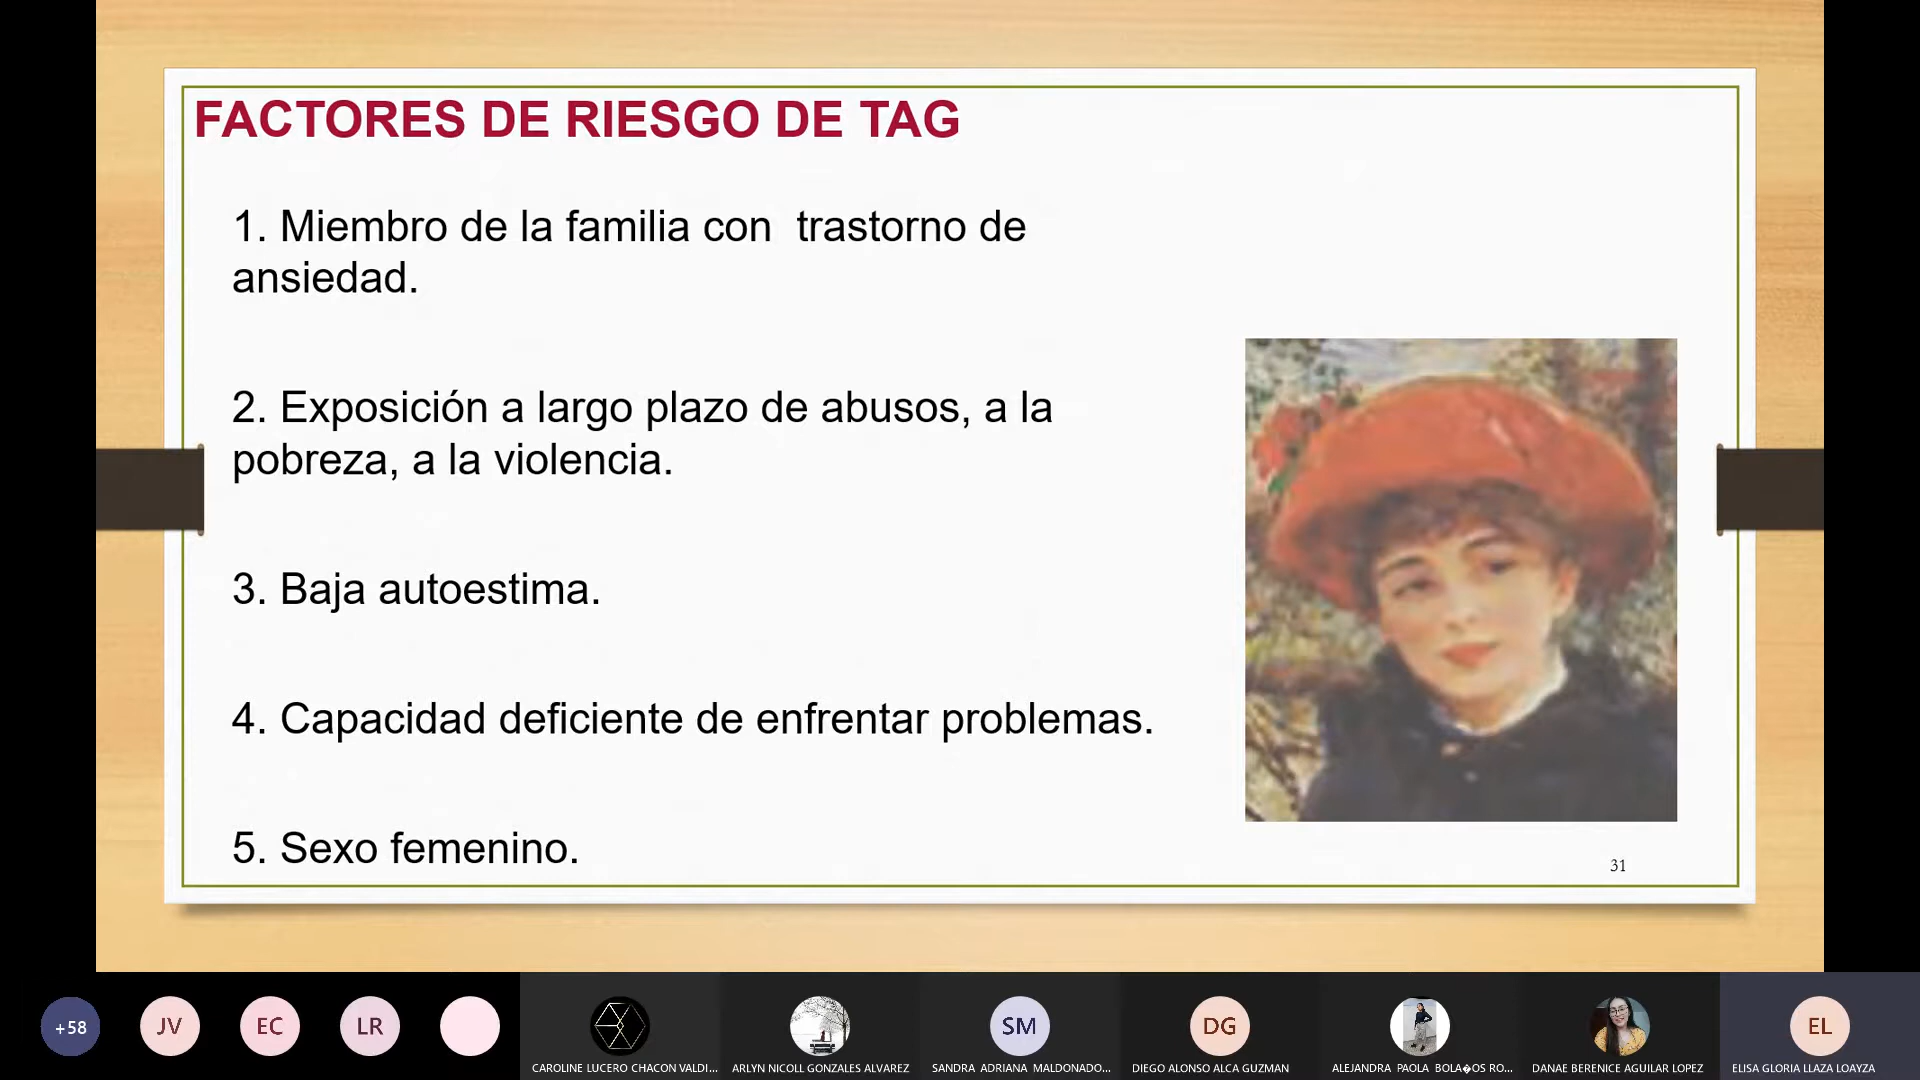 FACTORES DE RIESGO DE TAG
1. Miembro de la familia con  trastorno de
ansiedad.
2. Exposición a largo plazo de abusos, a la
pobreza, a la violencia.
3. Baja autoestima.
4. Capacidad deficiente de enfrentar problemas.
5. Sexo femenino.
31
+58
JV
EC
LR
SM
DG
EL
CAROLINE LUCERO CHACON VALDI...
ARLYN NICOLL GONZALES ALVAREZ
SANDRA  ADRIANA  MALDONADO...
DIEGO ALONSO ALCA GUZMAN
ALEJANDRA  PAOLA  BOLA�OS RO...
DANAE BERENICE AGUILAR LOPEZ
ELISA GLORIA LLAZA LOAYZA